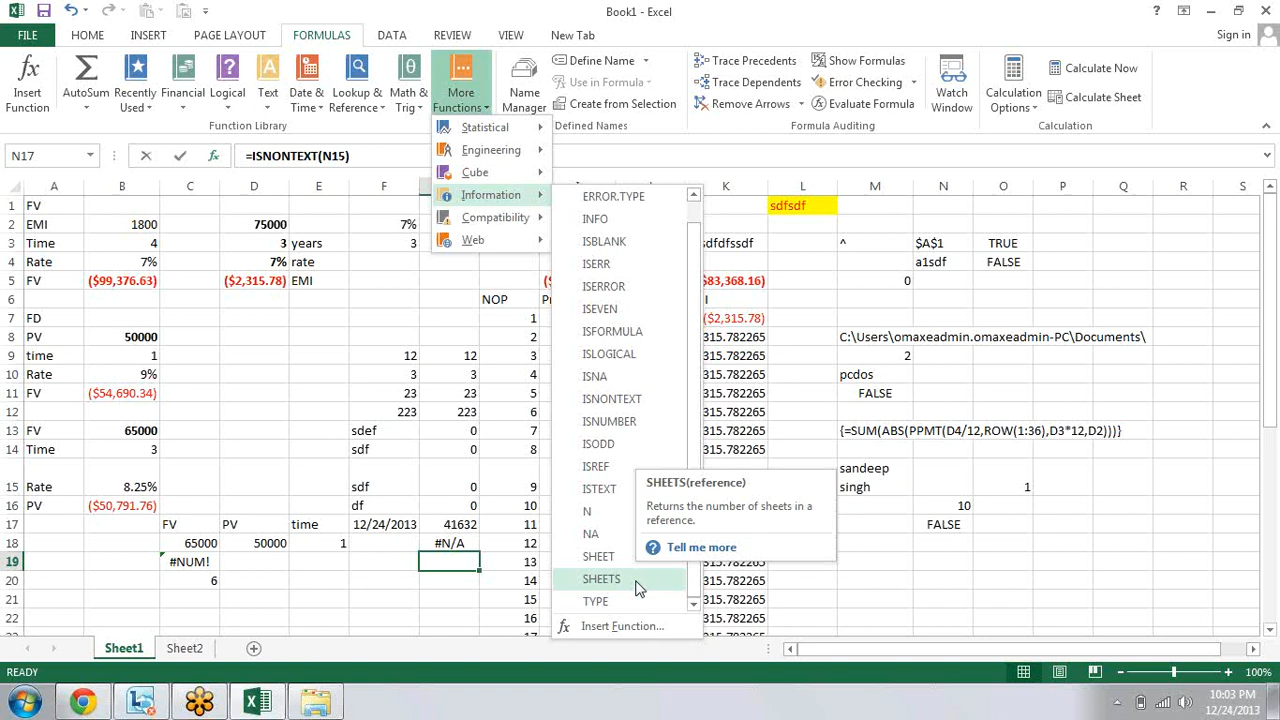 Book1 - Excel
FILE HOME INSERT PAGE LAYOUT FORMULAS DATA REVIEW VIEW New Tab Sign in
Insert Function
AutoSum
Recently Used
Financial
Logical
Text
Date & Time
Lookup & Reference
Math & Trig
More Functions
Function Library
Name Manager
Define Name
Use in Formula
Create from Selection
Defined Names
Trace Precedents
Trace Dependents
Remove Arrows
Show Formulas
Error Checking
Evaluate Formula
Formula Auditing
Watch Window
Calculation Options
Calculate Now
Calculate Sheet
Calculation
N17 =ISNONTEXT(N15)
Statistical
Engineering
Cube
Information
Compatibility
Web
ERROR.TYPE
INFO
ISBLANK
ISERR
ISERROR
ISEVEN
ISFORMULA
ISLOGICAL
ISNA
ISNONTEXT
ISNUMBER
ISODD
ISREF
ISTEXT
N
NA
SHEET
SHEETS
TYPE
Insert Function...
SHEETS(reference)
Returns the number of sheets in a
reference.
Tell me more
A B C D E F K L M N O P Q R S
1 FV sdfsdf
2 EMI 1800 75000 7%
3 Time 4 3 years 3 sdfdfssdf ^ $A$1 TRUE
4 Rate 7% 7% rate a1sdf FALSE
5 FV ($99,376.63) ($2,315.78) EMI $83,368.16) 0
6 NOP
7 FD 1 ($2,315.78)
8 PV 50000 2 315.782265 C:\Users\omaxeadmin.omaxeadmin-PC\Documents\
9 time 1 12 12 3 315.782265 2
10 Rate 9% 3 3 4 315.782265 pcdos
11 FV ($54,690.34) 23 23 5 315.782265 FALSE
12 223 223 6 315.782265
13 FV 65000 sdef 0 7 315.782265 {=SUM(ABS(PPMT(D4/12,ROW(1:36),D3*12,D2)))}
14 Time 3 sdf 0 8 315.782265
15 Rate 8.25% sdf 0 9 sandeep singh 1
16 PV ($50,791.76) df 0 10 10
17 FV PV time 12/24/2013 41632 11 FALSE
18 65000 50000 1 #N/A 12
19 #NUM! 13 315.782265
20 6 14 315.782265
21 15 315.782265
22 16 315.782265
Sheet1 Sheet2
READY 100%
10:03 PM
12/24/2013